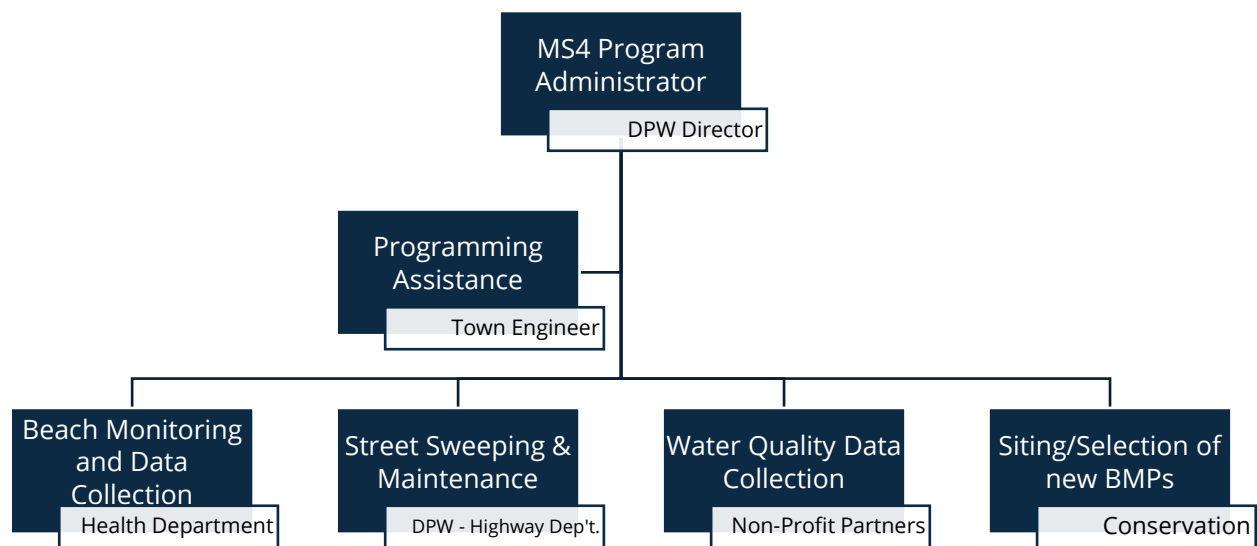 MS4 Program
Administrator
DPW Director
Programming
Assistance
Town Engineer
Beach Monitoring
and Data
Collection
Health Department
Street Sweeping &
Maintenance
DPW - Highway Dep't.
Water Quality Data
Collection
Non-Profit Partners
Siting/Selection of
new BMPs
Conservation